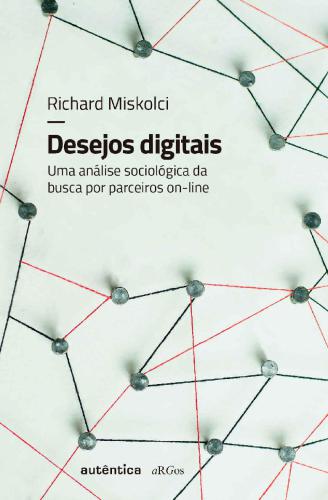 Richard Miskolci
Desejos digitais
Uma análise sociológica da
busca por parceiros on-line
autêntica
aRGos